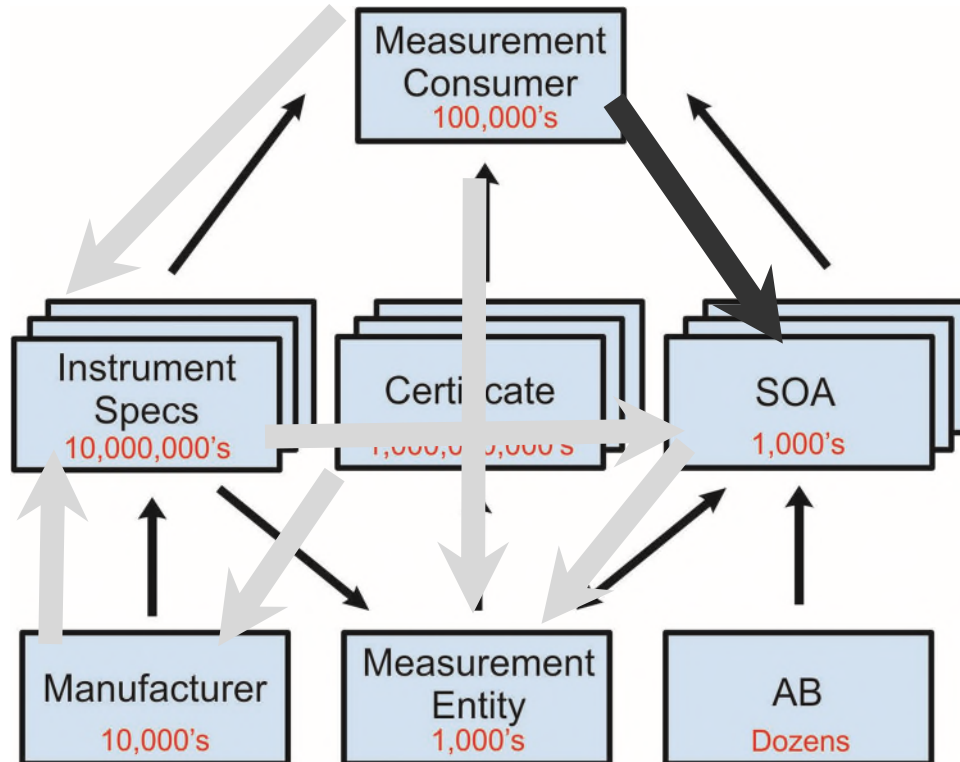 Measurement
Consumer
100,000's
Instrument
Specs
10,000,000's
Certificate
SOA
1,000's
Manufacturer
10,000's
Measurement
Entity
1,000's
AB
Dozens